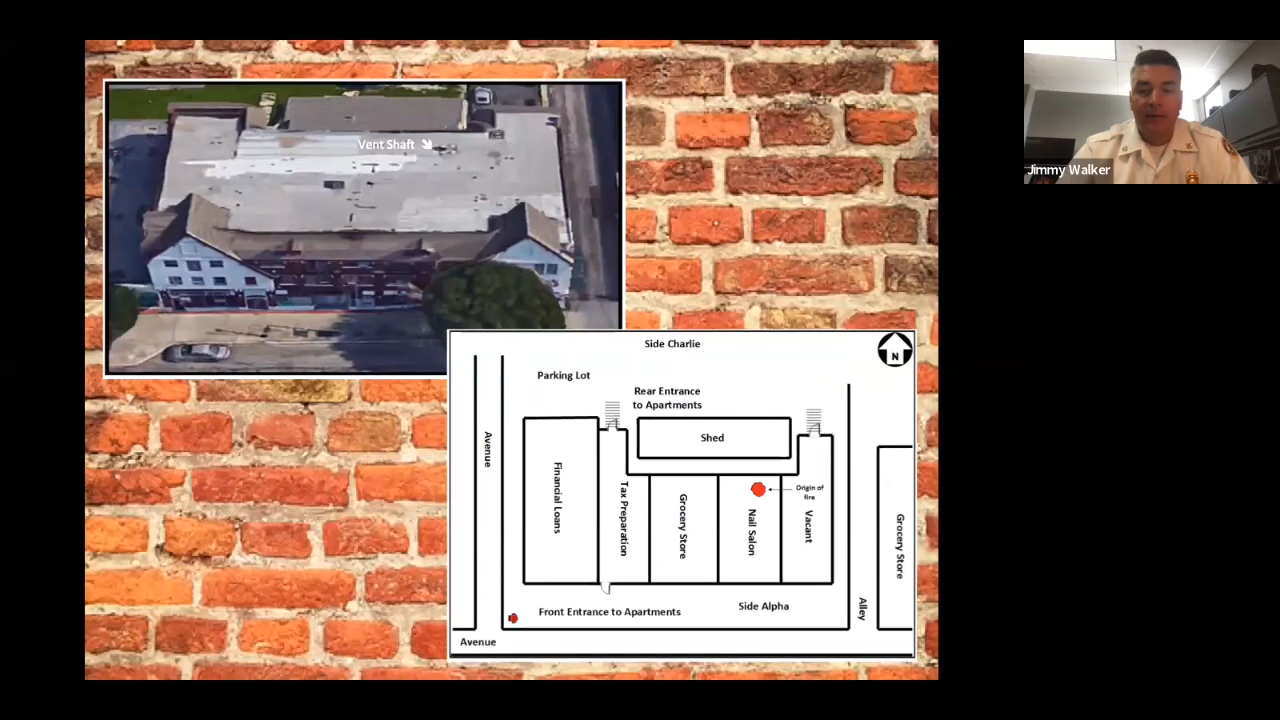 Vent Shaft
Jimmy Walker
Side Charlie
N
Parking Lot
Rear Entrance
to Apartments
Shed
Avenue
Financial Loans
Tax Preparation
Grocery Store
Nail Salon
Origin of
fire
Vacant
Grocery Store
Front Entrance to Apartments
Side Alpha
Alley
Avenue